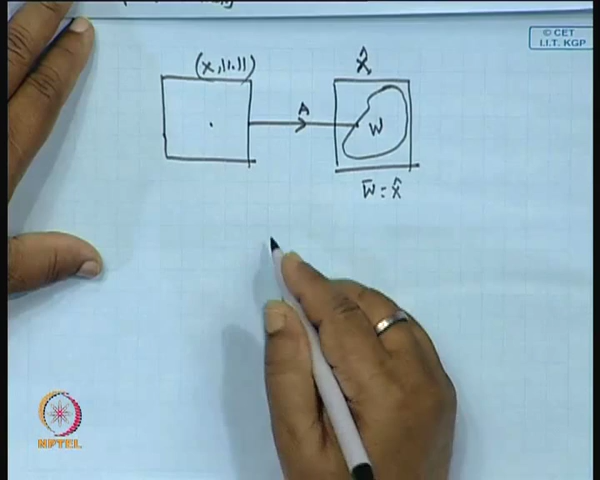 © CET
I.I.T. KGP
(X, ||.||)
X̂
A
W
W̄ = X̂
NPTEL